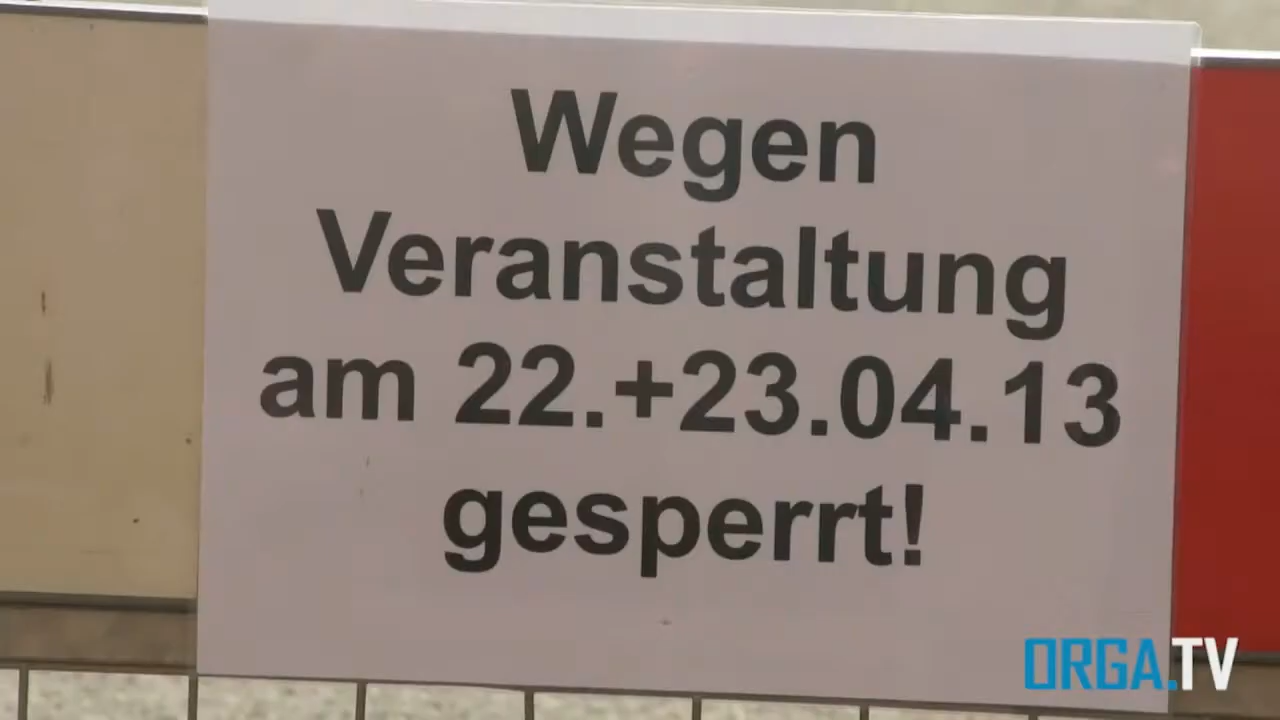 Wegen
Veranstaltung
am 22.+23.04.13
gesperrt!
ORGA.TV